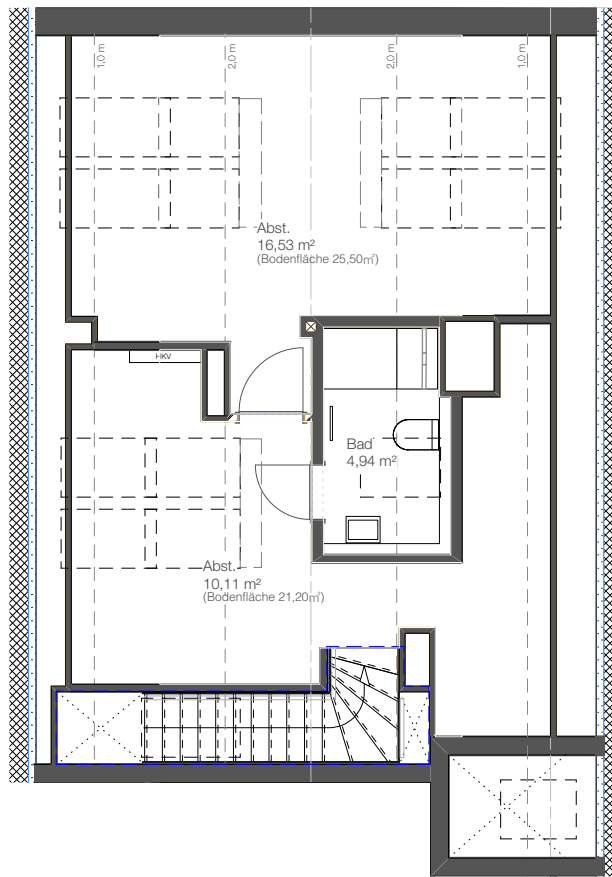 1,0 m
2,0 m
2,0 m
1,0 m
Abst.
16,53 m²
(Bodenfläche 25,50m²)
HKV
Bad
4,94 m²
Abst.
10,11 m²
(Bodenfläche 21,20m²)